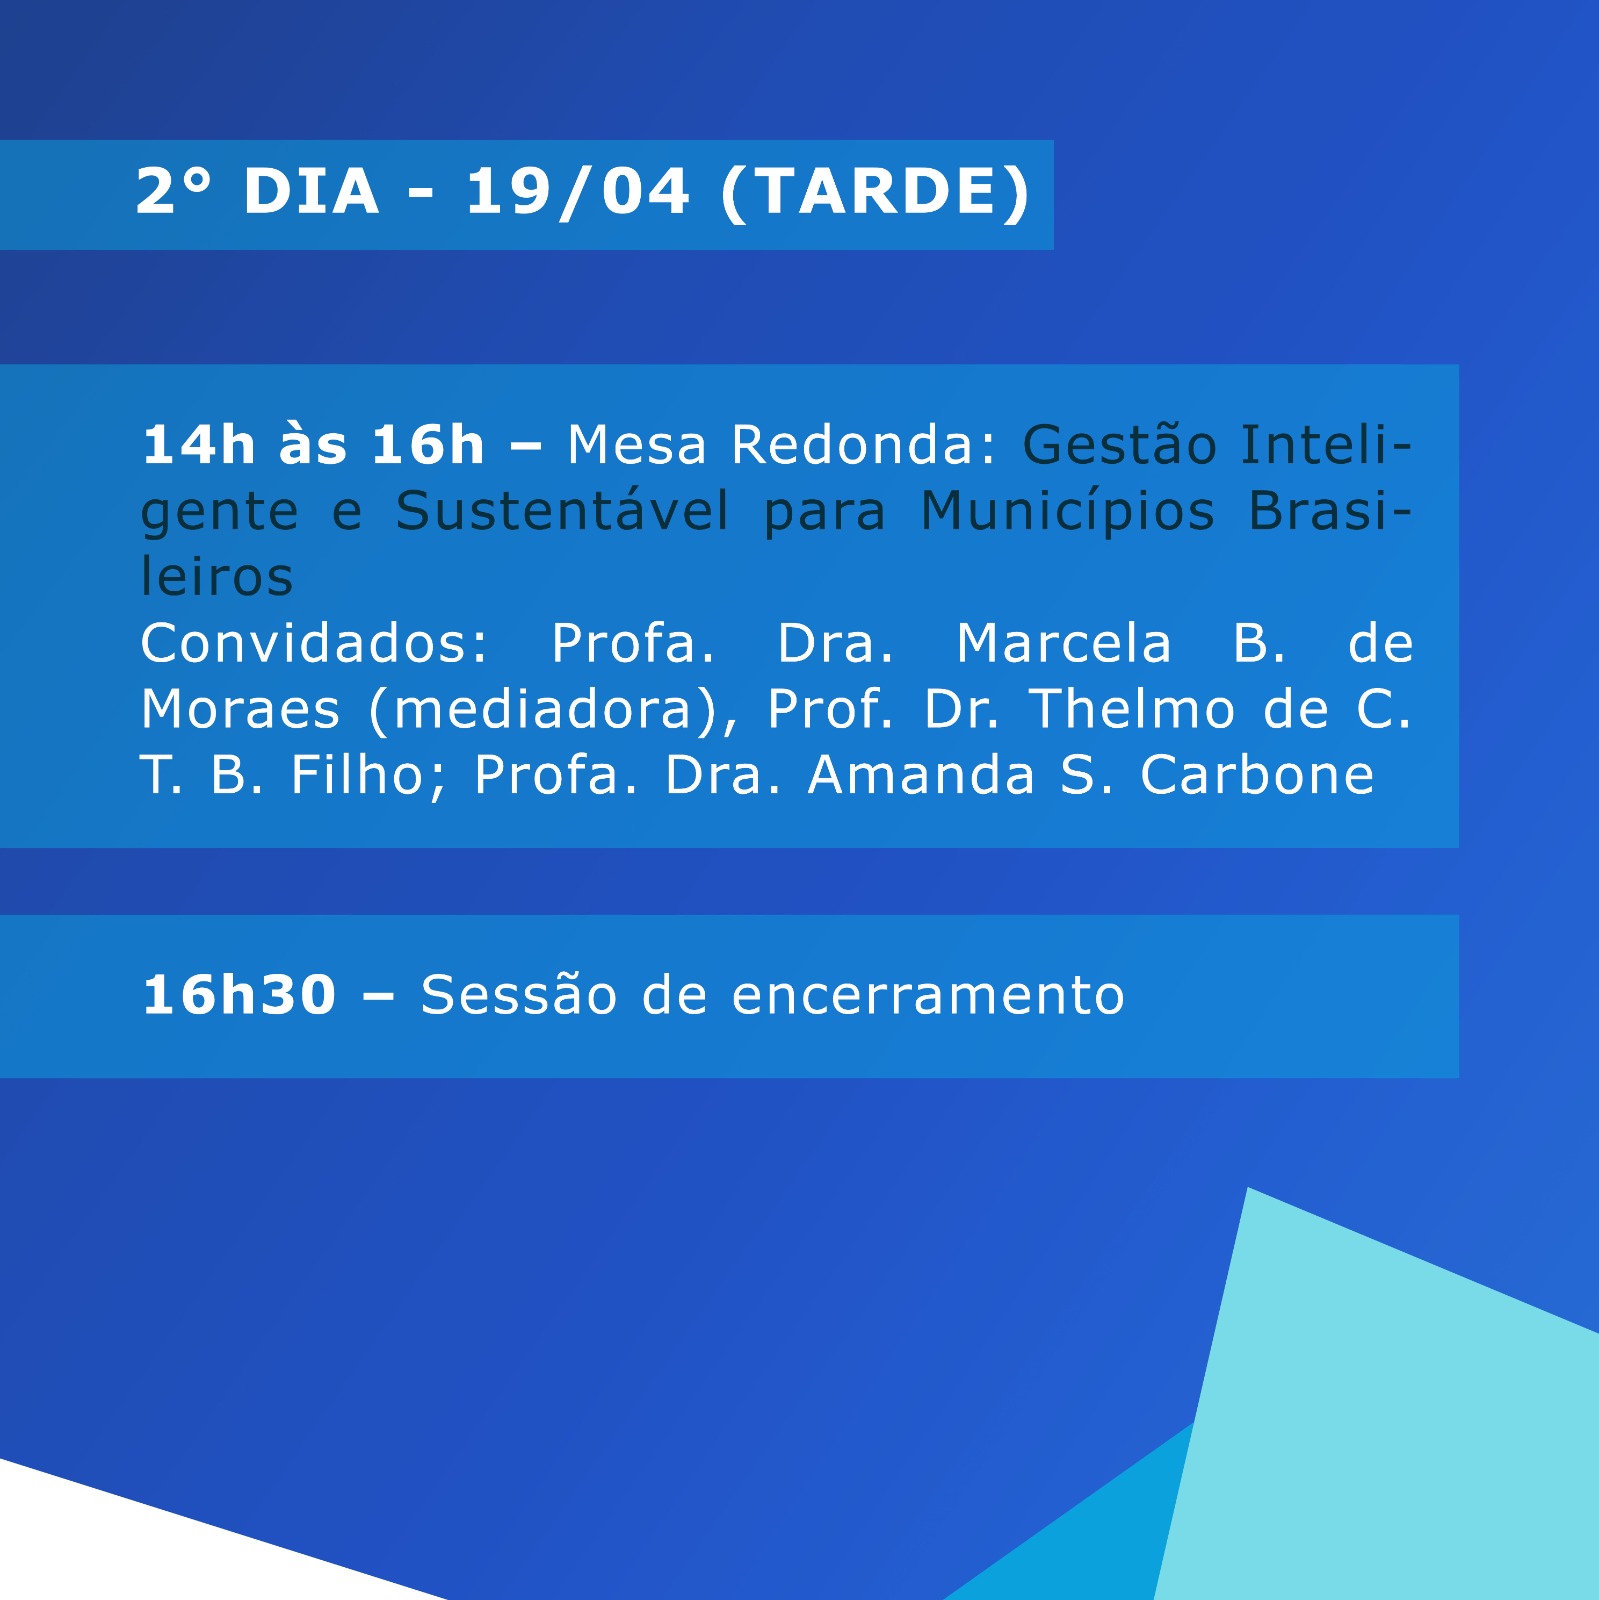 2° DIA - 19/04 (TARDE)
14h às 16h – Mesa Redonda: Gestão Inteli-
gente e Sustentável para Municípios Brasi-
leiros
Convidados: Profa. Dra. Marcela B. de
Moraes (mediadora), Prof. Dr. Thelmo de C.
T. B. Filho; Profa. Dra. Amanda S. Carbone
16h30 – Sessão de encerramento